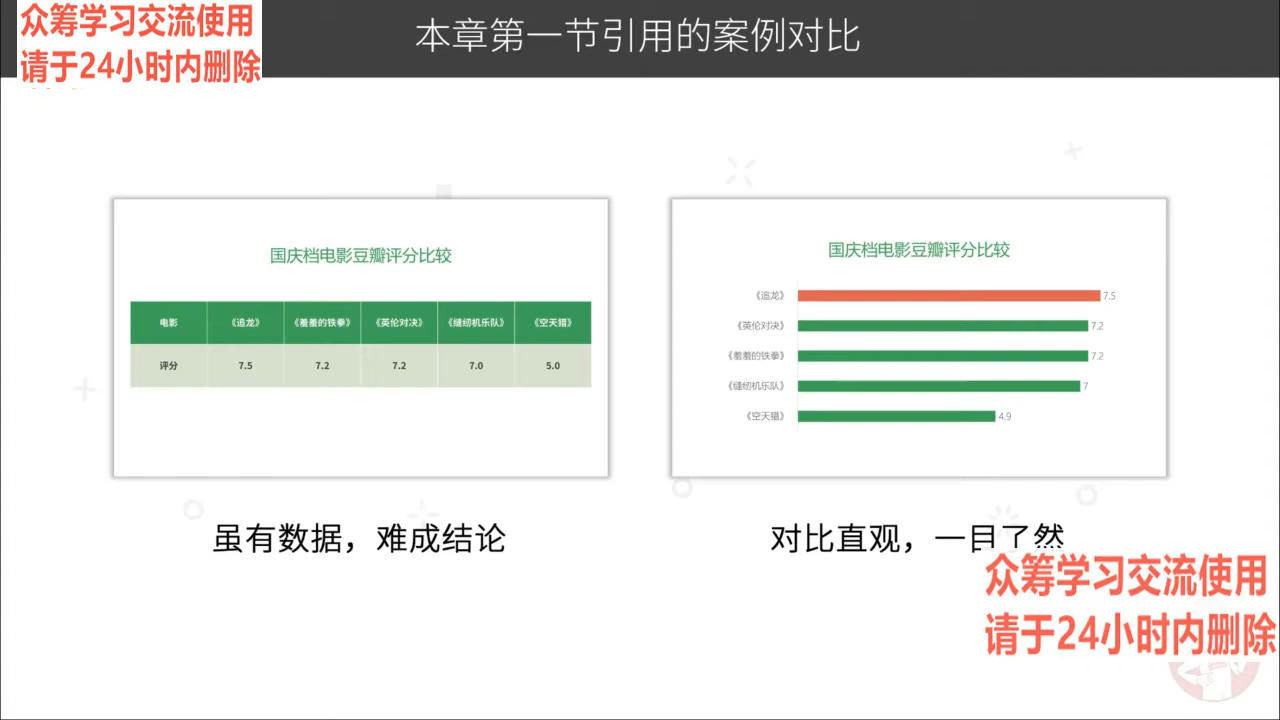 众筹学习交流使用
请于24小时内删除
本章第一节引用的案例对比
国庆档电影豆瓣评分比较
电影 《追龙》 《羞羞的铁拳》 《英伦对决》 《缝纫机乐队》 《空天猎》
评分 7.5 7.2 7.2 7.0 5.0
虽有数据，难成结论
国庆档电影豆瓣评分比较
《追龙》 7.5
《英伦对决》 7.2
《羞羞的铁拳》 7.2
《缝纫机乐队》 7
《空天猎》 4.9
对比直观，一目了然
众筹学习交流使用
请于24小时内删除